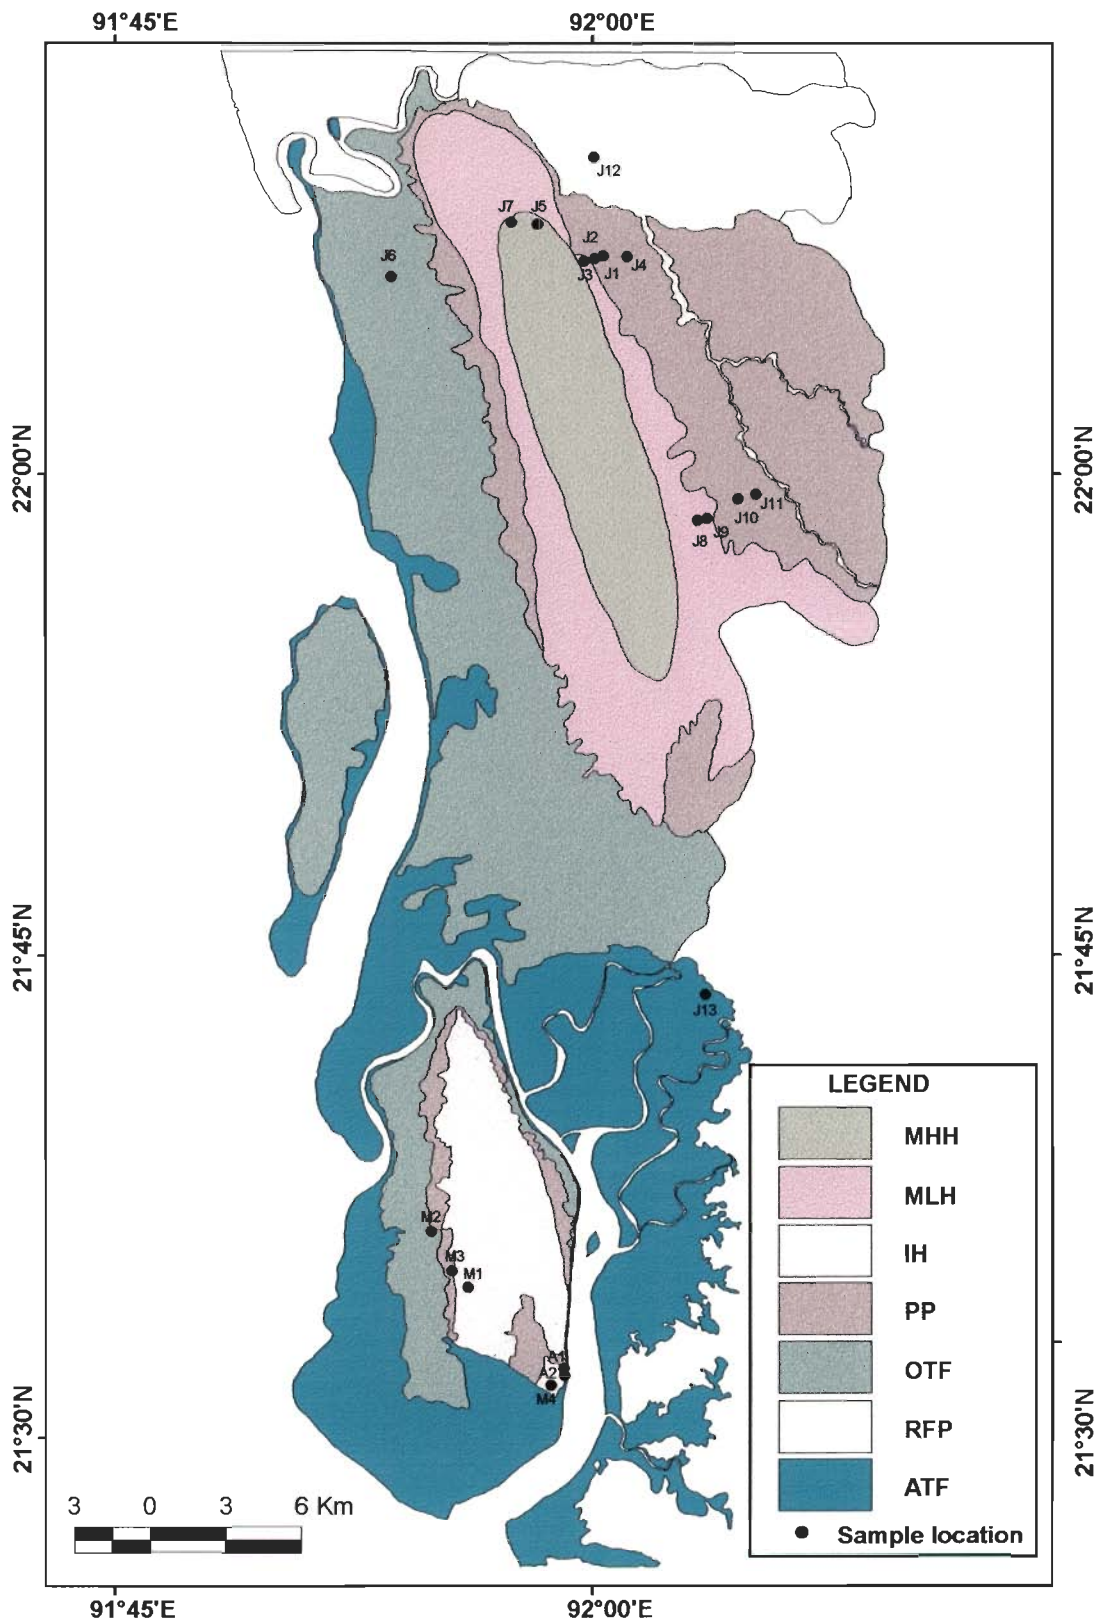 91°45'E 92°00'E
J12
J7 J5
J2
J6
J3 J1 J4
22°00'N 22°00'N
J10 J11
J8 J9
21°45'N 21°45'N
J13
LEGEND
MHH
MLH
IH
PP
OTF
RFP
ATF
Sample location
M2
M3
M1
A1
A2
M4
21°30'N 21°30'N
3 0 3 6 Km
91°45'E 92°00'E